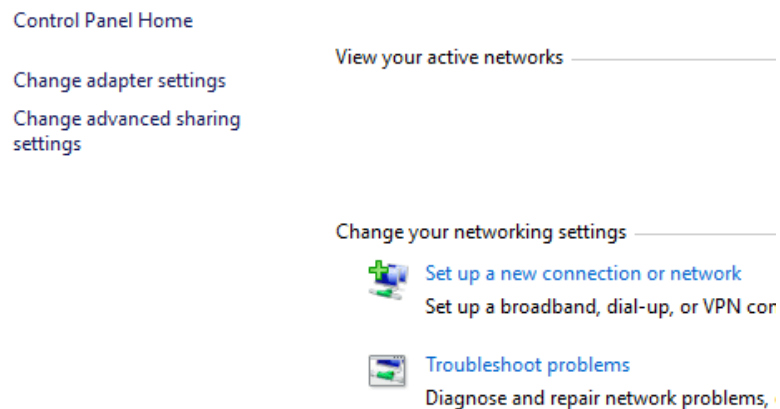 Control Panel Home
Change adapter settings
Change advanced sharing
settings
View your active networks
Change your networking settings
Set up a new connection or network
Set up a broadband, dial-up, or VPN
Troubleshoot problems
Diagnose and repair network problems,